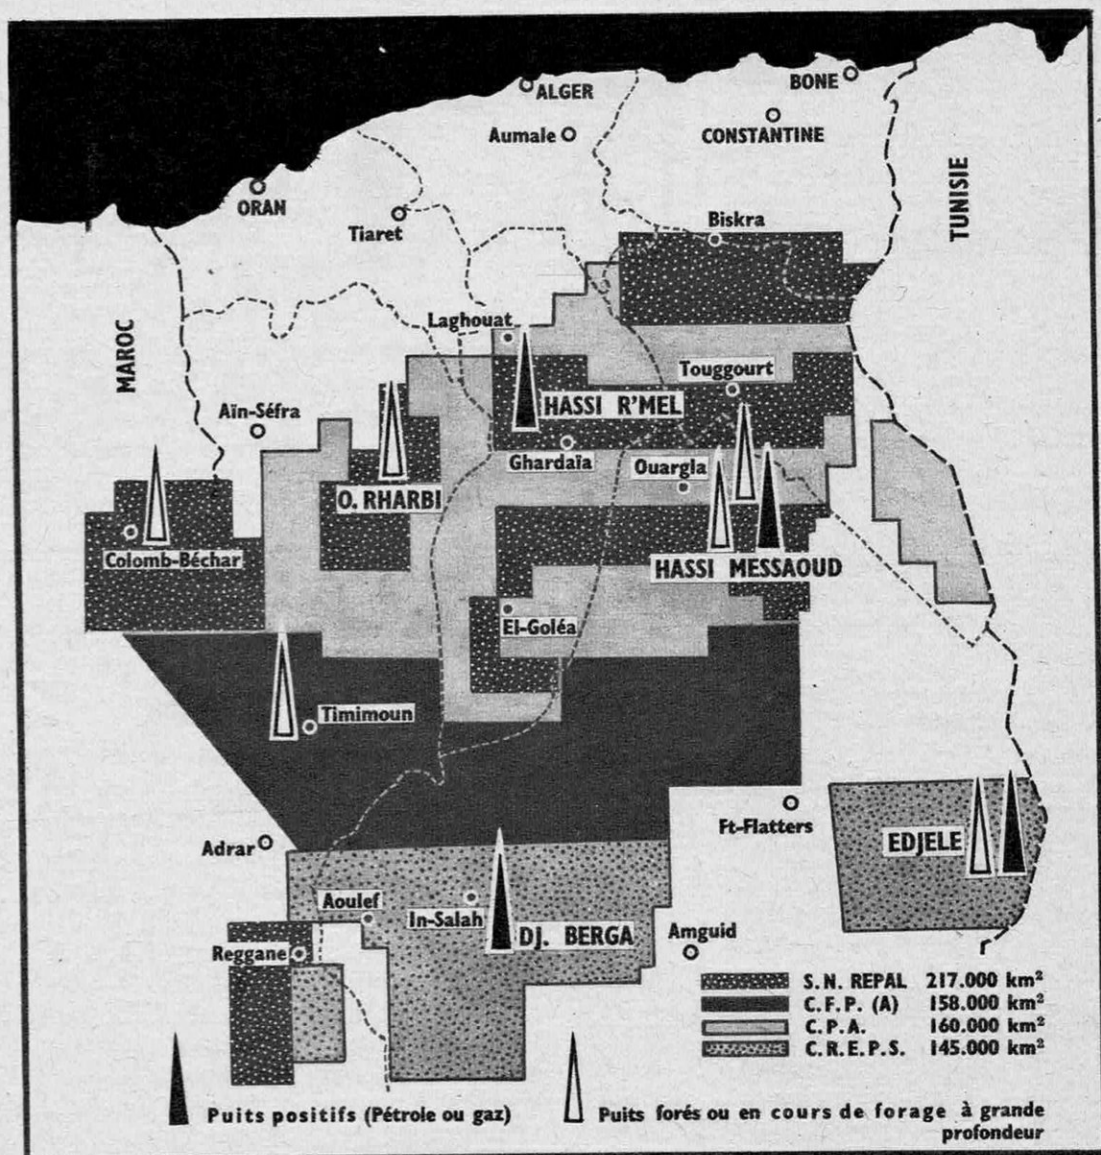 BONE
ALGER
Aumale
CONSTANTINE
TUNISIE
ORAN
Tiaret
Biskra
MAROC
Laghouat
Touggourt
HASSI R'MEL
Aïn-Séfra
Ghardaïa
Ouargla
O. RHARBI
Colomb-Béchar
HASSI MESSAOUD
El-Goléa
Timimoun
Ft-Flatters
Adrar
EDJELE
Aoulef
In-Salah
DJ. BERGA
Amguid
Reggane
S.N. REPAL 217.000 km²
C.F.P. (A) 158.000 km²
C.P.A. 160.000 km²
C.R.E.P.S. 145.000 km²
Puits positifs (Pétrole ou gaz)
Puits forés ou en cours de forage à grande
profondeur